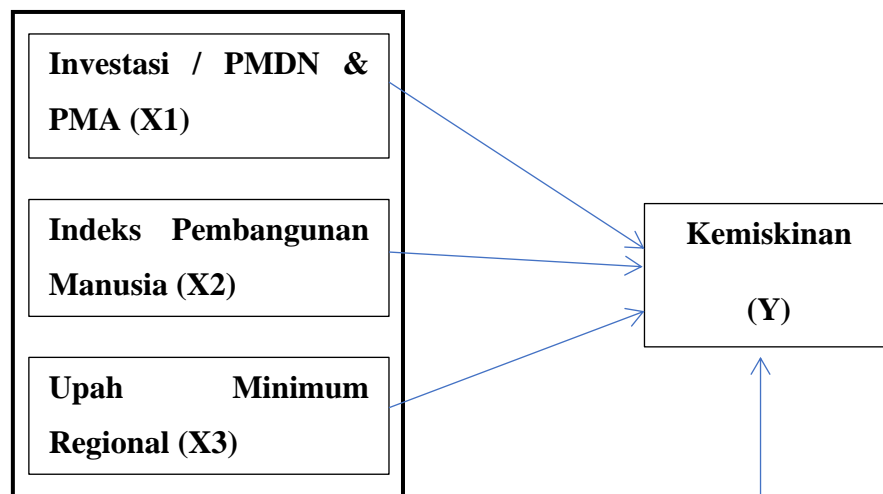 Investasi / PMDN &
PMA (X1)
Indeks Pembangunan
Manusia (X2)
Upah Minimum
Regional (X3)
Kemiskinan
(Y)